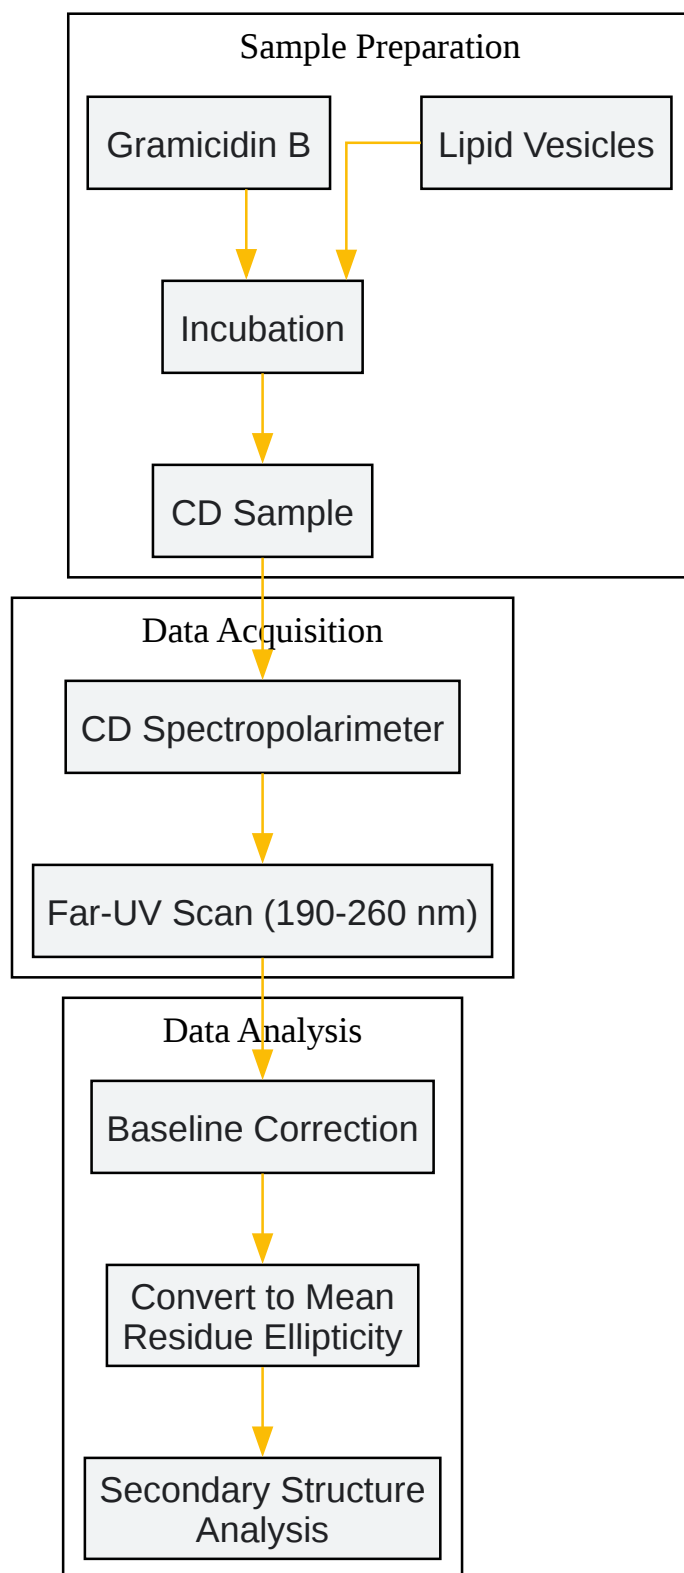 Sample Preparation
Gramicidin B
Lipid Vesicles
Incubation
CD Sample
Data Acquisition
CD Spectropolarimeter
Far-UV Scan (190-260 nm)
Data Analysis
Baseline Correction
Convert to Mean
Residue Ellipticity
Secondary Structure
Analysis